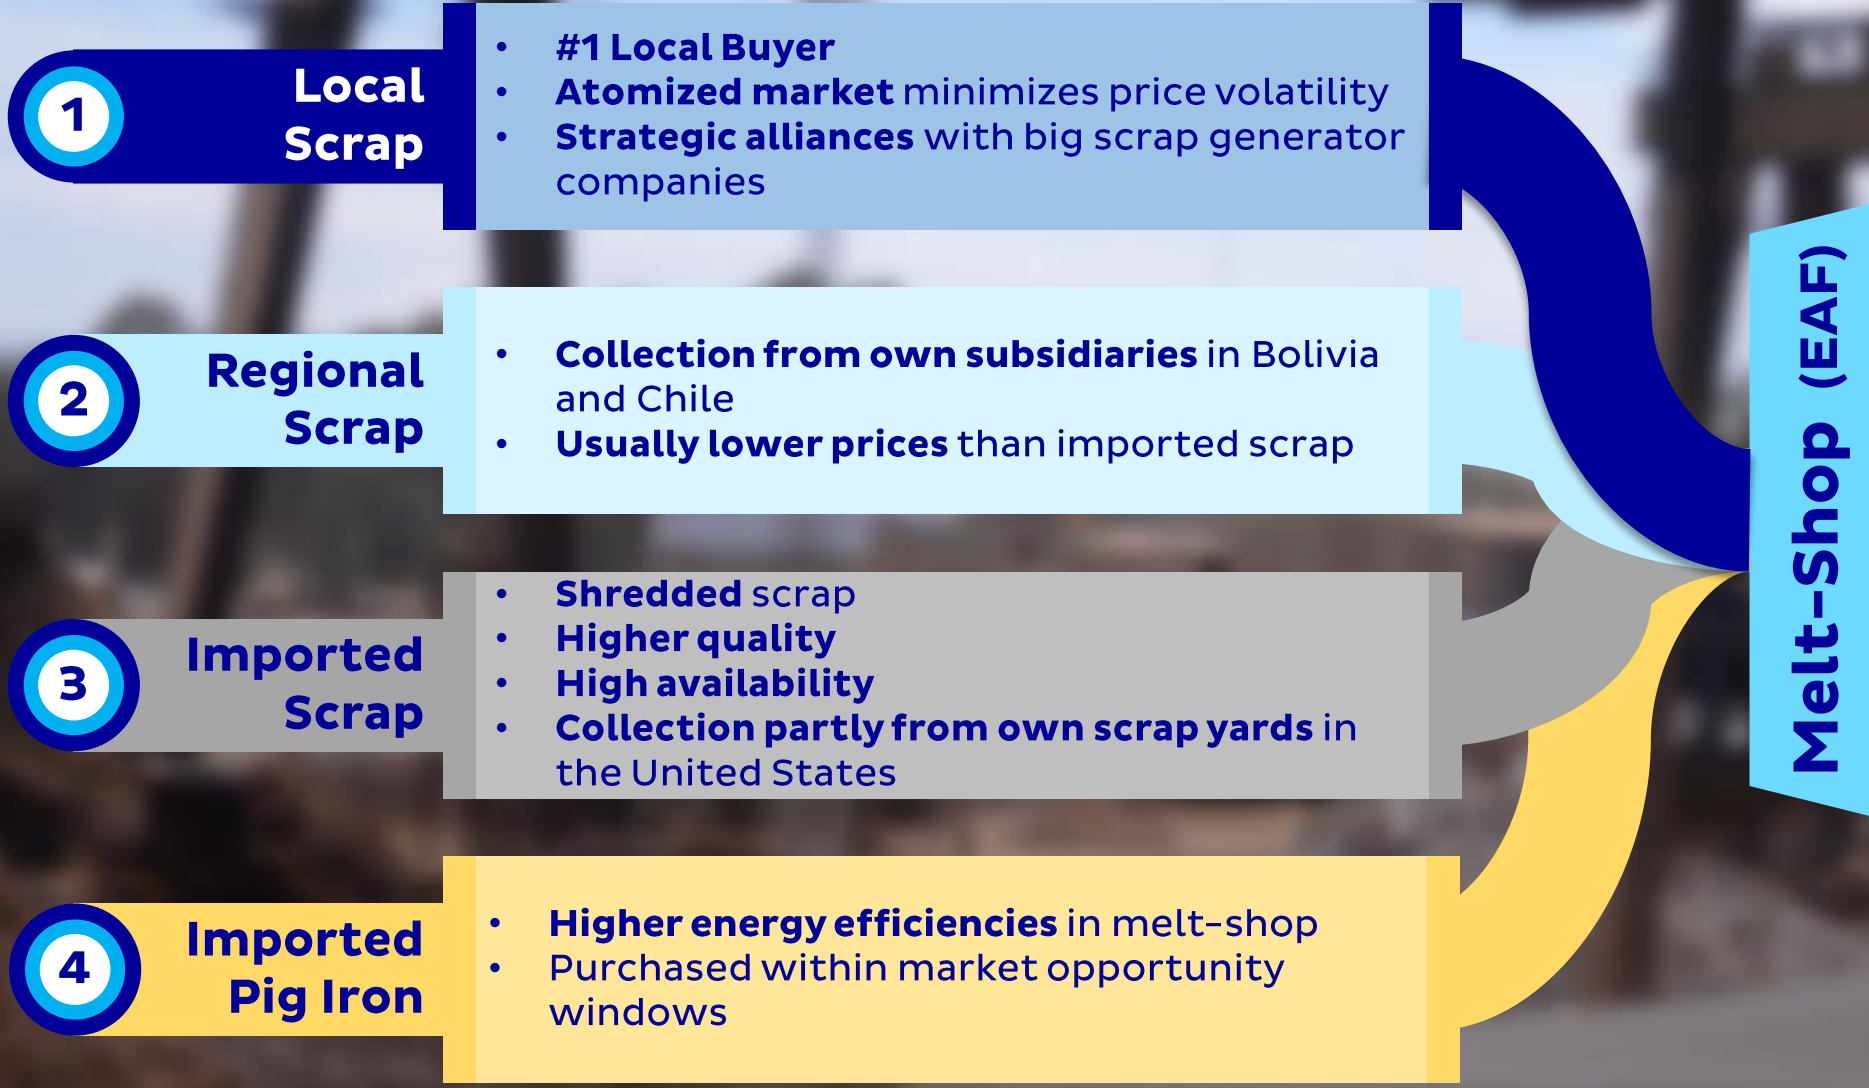 1
Local
Scrap
• #1 Local Buyer
• Atomized market minimizes price volatility
• Strategic alliances with big scrap generator
companies
2
Regional
Scrap
• Collection from own subsidiaries in Bolivia
and Chile
• Usually lower prices than imported scrap
3
Imported
Scrap
• Shredded scrap
• Higher quality
• High availability
• Collection partly from own scrap yards in
the United States
4
Imported
Pig Iron
• Higher energy efficiencies in melt-shop
• Purchased within market opportunity
windows
Melt-Shop (EAF)